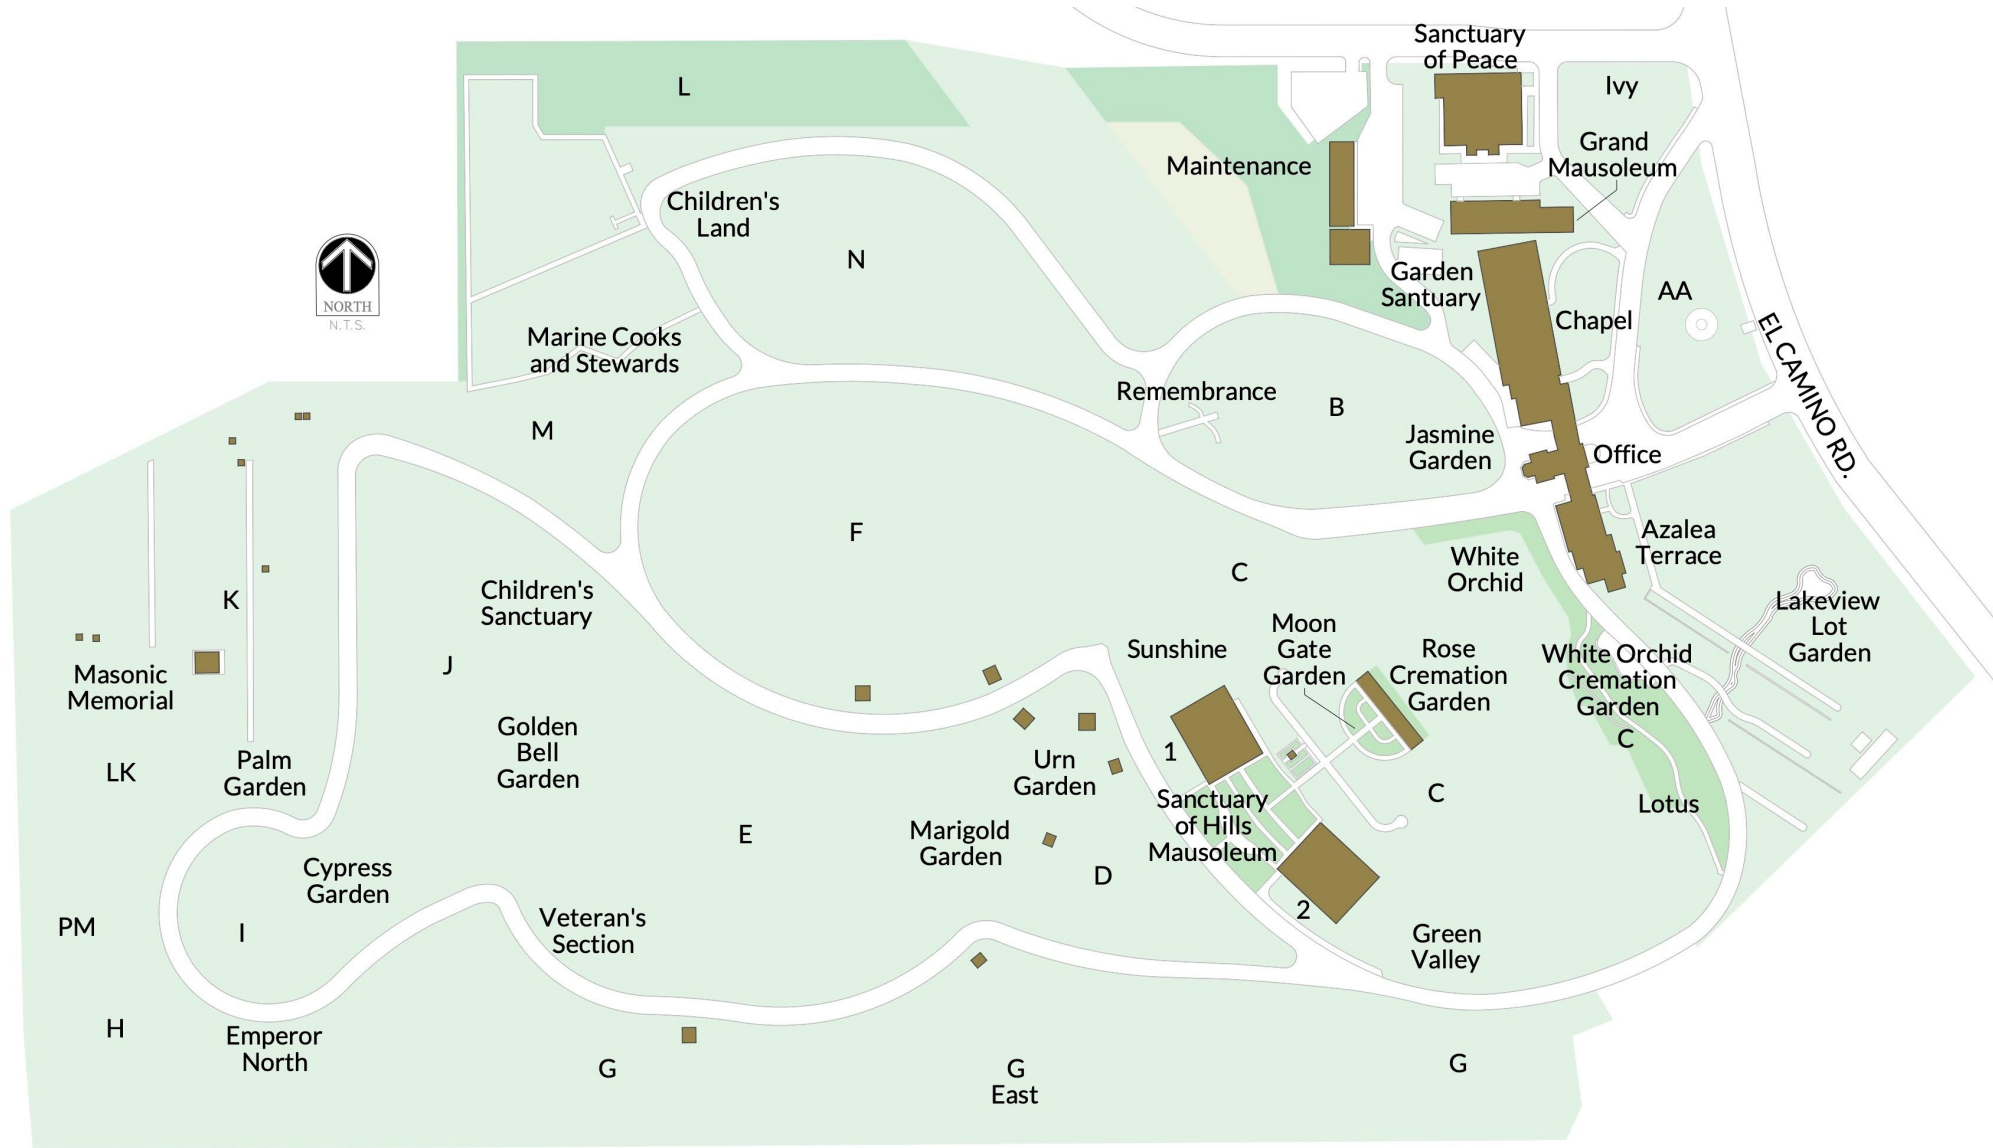 Sanctuary
of Peace
L
Ivy
Grand
Mausoleum
Maintenance
Children's
Land
N
Garden
Santuary
AA
Chapel
NORTH
N.T.S.
EL CAMINO RD.
Marine Cooks
and Stewards
Remembrance
B
M
Jasmine
Garden
Office
F
Azalea
Terrace
White
Orchid
C
K
Children's
Sanctuary
Lakeview
Lot
Garden
Moon
Gate
Garden
Sunshine
Rose
Cremation
Garden
White Orchid
Cremation
Garden
J
Masonic
Memorial
Golden
Bell
Garden
C
1
Urn
Garden
Palm
Garden
LK
C
Lotus
Sanctuary
of Hills
Mausoleum
E
Marigold
Garden
D
Cypress
Garden
2
PM
I
Veteran's
Section
Green
Valley
H
Emperor
North
G
G
East
G